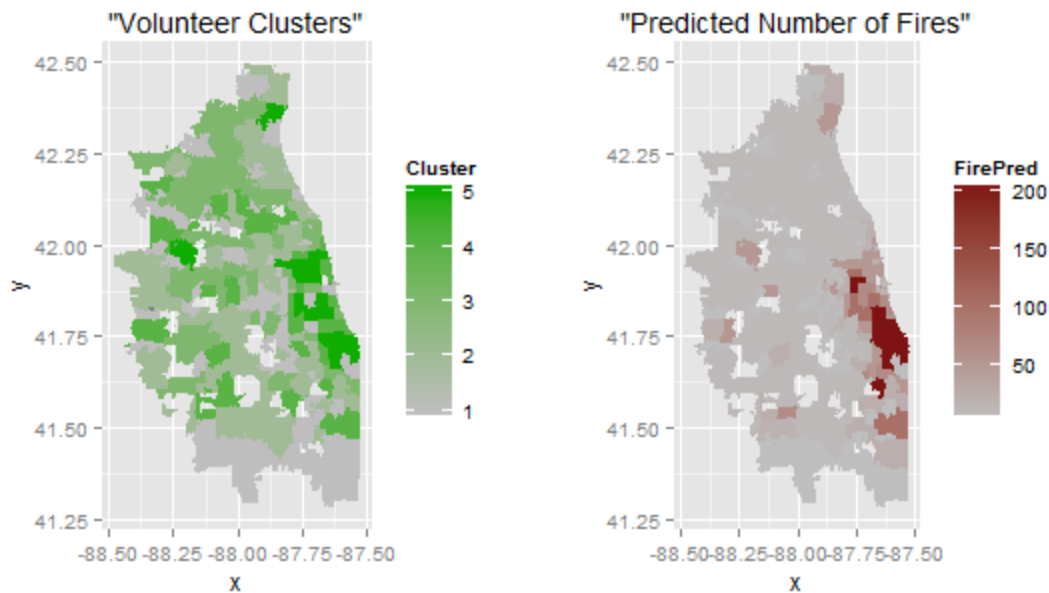 "Volunteer Clusters"
42.50
42.25
42.00
41.75
41.50
41.25
y
-88.50 -88.25 -88.00 -87.75 -87.50
x
Cluster
5
4
3
2
1
"Predicted Number of Fires"
42.50
42.25
42.00
41.75
41.50
41.25
y
-88.50 -88.25 -88.00 -87.75 -87.50
x
FirePred
200
150
100
50